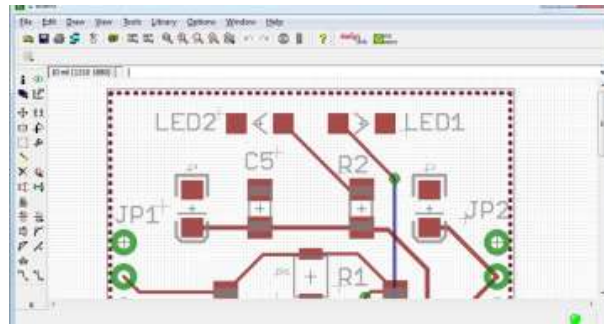 File Edit Draw View Tools Library Options Window Help
LED2 LED1
C5 R2
JP1 JP2
R1